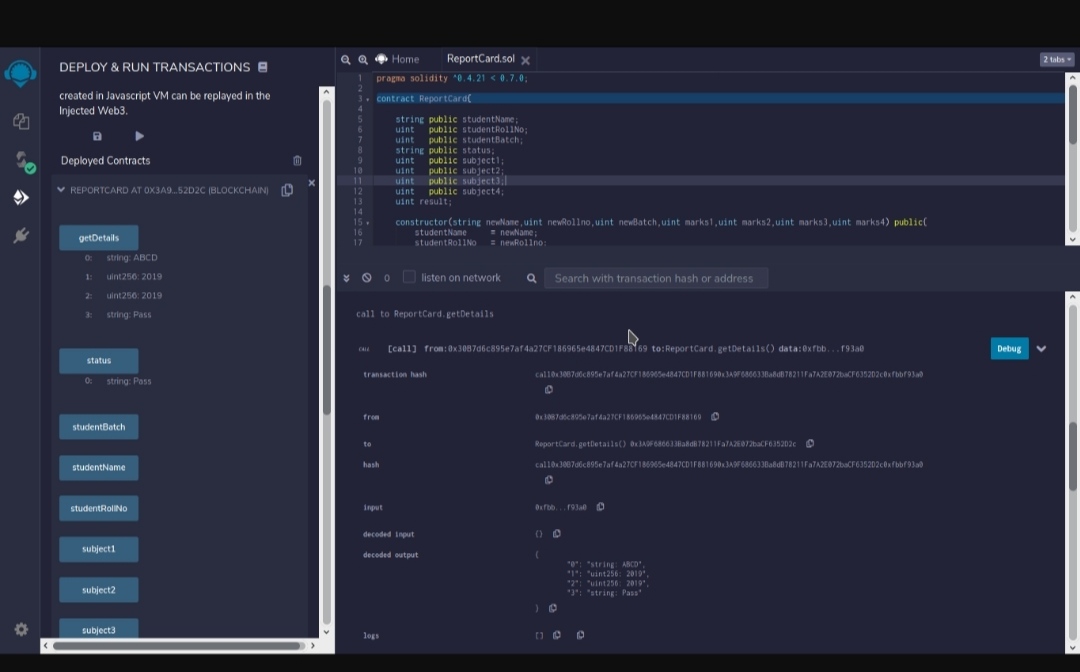 DEPLOY & RUN TRANSACTIONS
created in Javascript VM can be replayed in the
Injected Web3.
Deployed Contracts
REPORTCARD AT 0X3A9...52D2C (BLOCKCHAIN)
getDetails
0: string: ABCD
1: uint256: 2019
2: uint256: 2019
3: string: Pass
status
0: string: Pass
studentBatch
studentName
studentRollNo
subject1
subject2
subject3
Home
ReportCard.sol
2 tabs
1 pragma solidity ^0.4.21 < 0.7.0;
2
3 contract ReportCard{
4
5 string public studentName;
6 uint public studentRollNo;
7 uint public studentBatch;
8 string public status;
9 uint public subject1;
10 uint public subject2;
11 uint public subject3;
12 uint public subject4;
13 uint result;
14
15 constructor(string newName,uint newRollno,uint newBatch,uint marks1,uint marks2,uint marks3,uint marks4) public{
16 studentName = newName;
17 studentRollNo = newRollno;
0 listen on network
Search with transaction hash or address
call to ReportCard.getDetails
[call] from:0x30B7d6c895e7af4a27CF186965e4847CD1F88169 to:ReportCard.getDetails() data:0xfbb...f93a0
Debug
transaction hash
from
to ReportCard.getDetails()
hash
input 0xfbb...f93a0
decoded input ()
decoded output {
"0": "string: ABCD",
"1": "uint256: 2019",
"2": "uint256: 2019",
"3": "string: Pass"
}
logs []